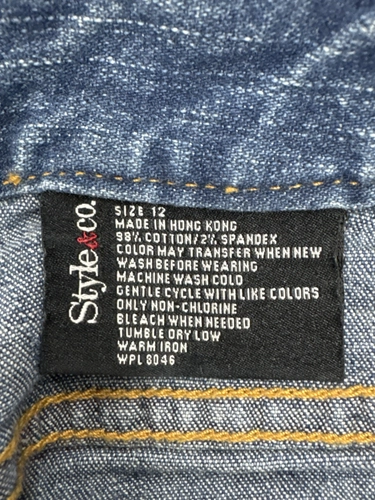 Style&co.
SIZE 12
MADE IN HONG KONG
98% COTTON/2% SPANDEX
COLOR MAY TRANSFER WHEN NEW
WASH BEFORE WEARING
MACHINE WASH COLD
GENTLE CYCLE WITH LIKE COLORS
ONLY NON-CHLORINE
BLEACH WHEN NEEDED
TUMBLE DRY LOW
WARM IRON
WPL 8046